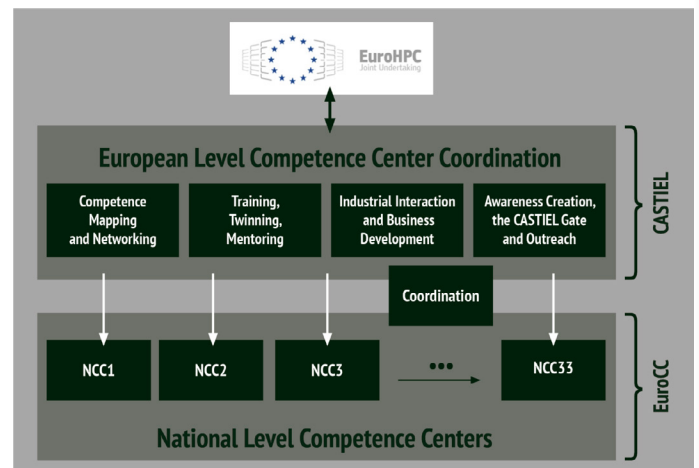 EuroHPC
Joint Undertaking
European Level Competence Center Coordination
Competence
Mapping
and Networking
Training,
Twinning,
Mentoring
Industrial Interaction
and Business
Development
Awareness Creation,
the CASTIEL Gate
and Outreach
CASTIEL
Coordination
NCC1
NCC2
NCC3
•••
NCC33
National Level Competence Centers
EuroCC